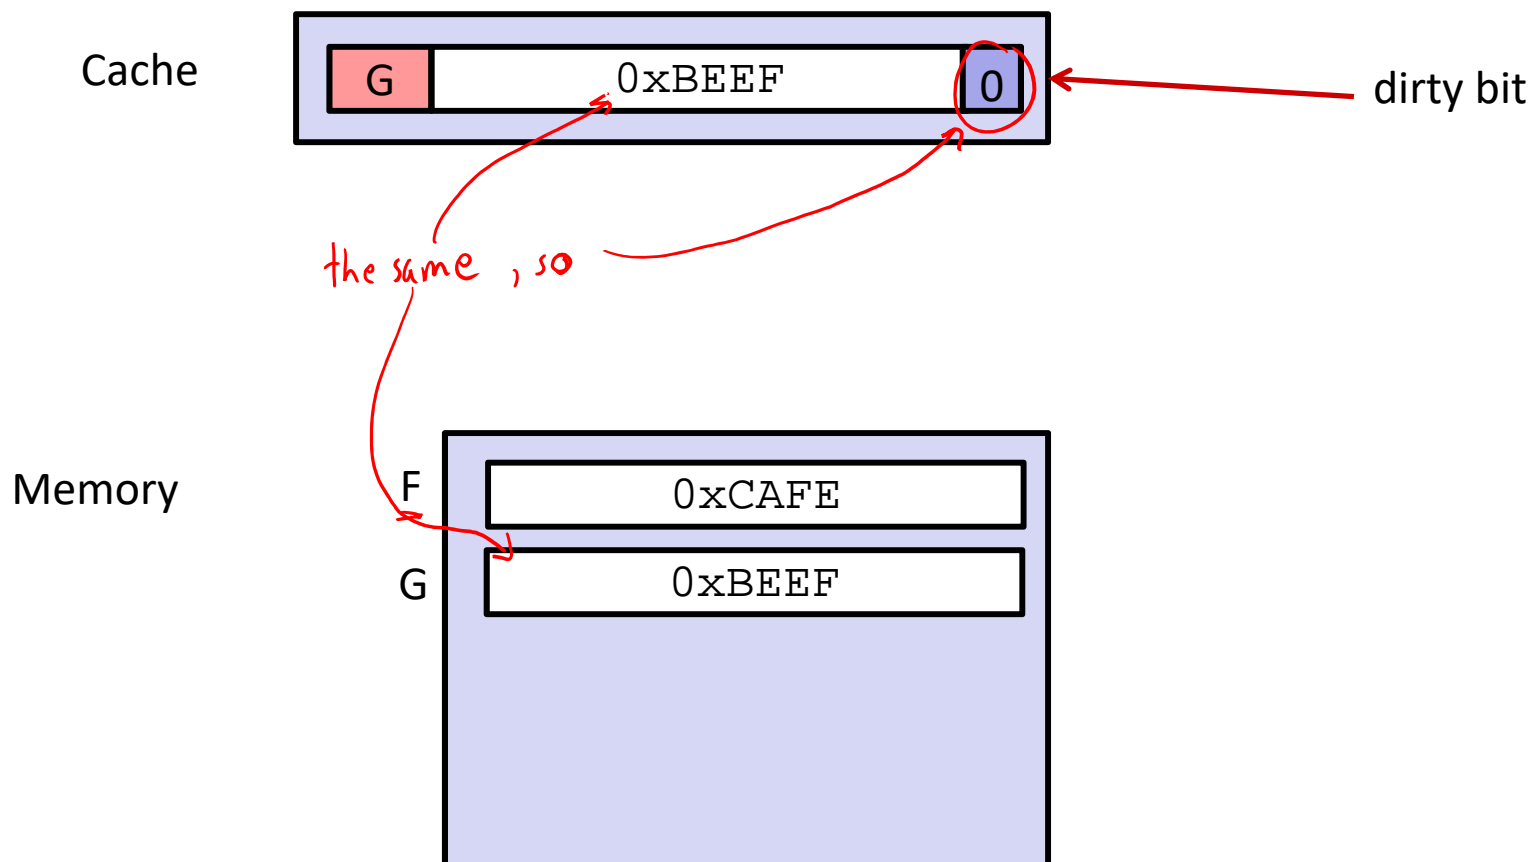 Cache
G 0xBEEF 0
dirty bit
the same, so
Memory
F 0xCAFE
G 0xBEEF